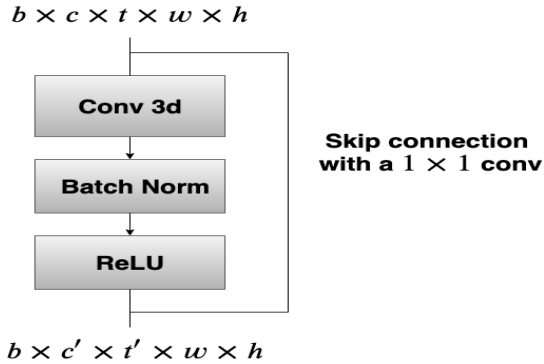 b × c × t × w × h
Conv 3d
Batch Norm
ReLU
Skip connection
with a 1 × 1 conv
b × c′ × t′ × w × h